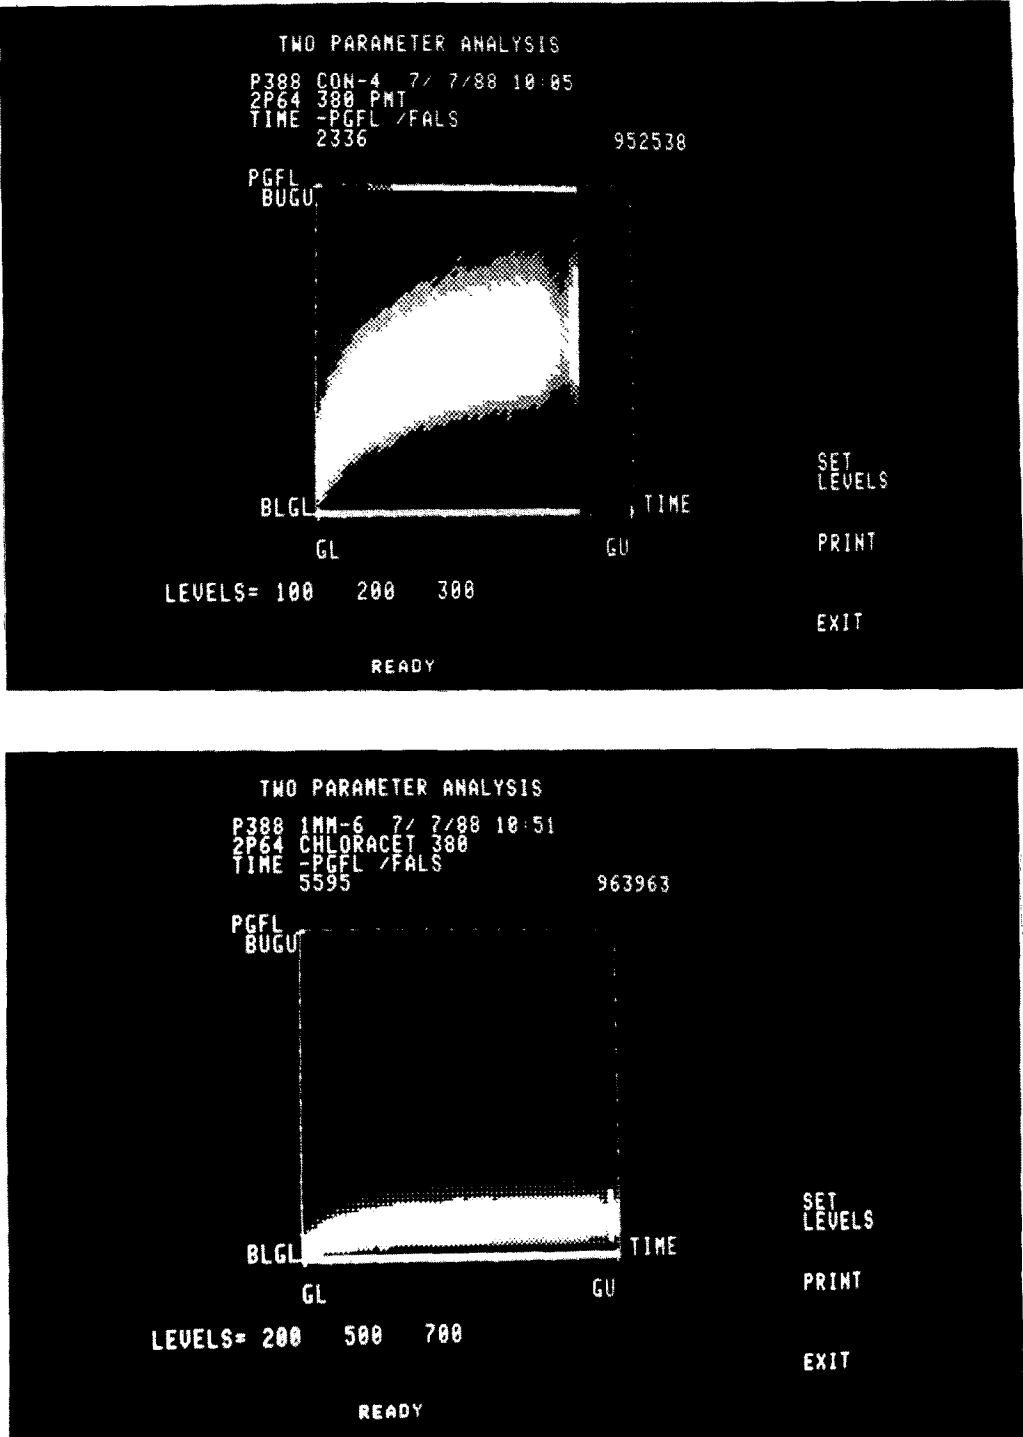 TWO PARAMETER ANALYSIS
P388 CON-4 7/ 7/88 10:05
2P64 380 PMT
TIME -PGFL /FALS
2336 952538
PGFL
BUGU
BLGL TIME
GL GU
SET
LEVELS
PRINT
LEVELS= 100 200 300
EXIT
READY
TWO PARAMETER ANALYSIS
P388 1MM-6 7/ 7/88 10:51
2P64 CHLORACET 380
TIME -PGFL /FALS
5595 963963
PGFL
BUGU
SET
LEVELS
BLGL TIME
PRINT
GL GU
LEVELS= 200 500 700
EXIT
READY